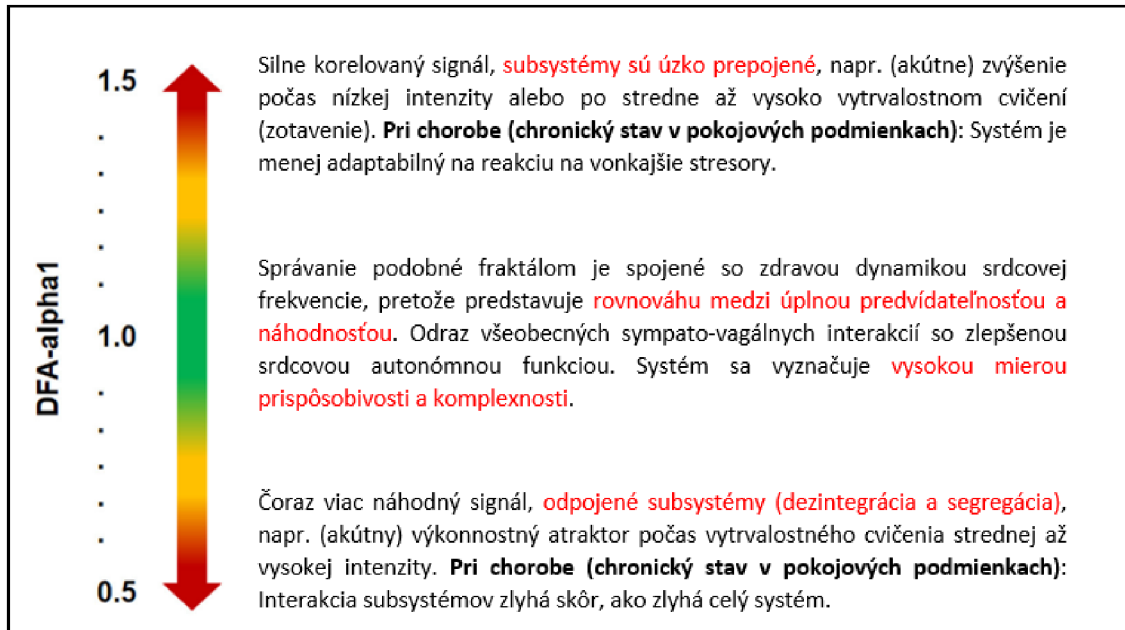 1.5
Silne korelovaný signál, subsystémy sú úzko prepojené, napr. (akútne) zvýšenie
počas nízkej intenzity alebo po stredne až vysoko vytrvalostnom cvičení
(zotavenie). Pri chorobe (chronický stav v pokojových podmienkach): Systém je
menej adaptabilný na reakciu na vonkajšie stresory.
DFA-alpha1
1.0
Správanie podobné fraktálom je spojené so zdravou dynamikou srdcovej
frekvencie, pretože predstavuje rovnováhu medzi úplnou predvídateľnosťou a
náhodnosťou. Odraz všeobecných sympato-vagálnych interakcií so zlepšenou
srdcovou autonómnou funkciou. Systém sa vyznačuje vysokou mierou
prispôsobivosti a komplexnosti.
0.5
Čoraz viac náhodný signál, odpojené subsystémy (dezintegrácia a segregácia),
napr. (akútny) výkonnostný atraktor počas vytrvalostného cvičenia strednej až
vysokej intenzity. Pri chorobe (chronický stav v pokojových podmienkach):
Interakcia subsystémov zlyhá skôr, ako zlyhá celý systém.